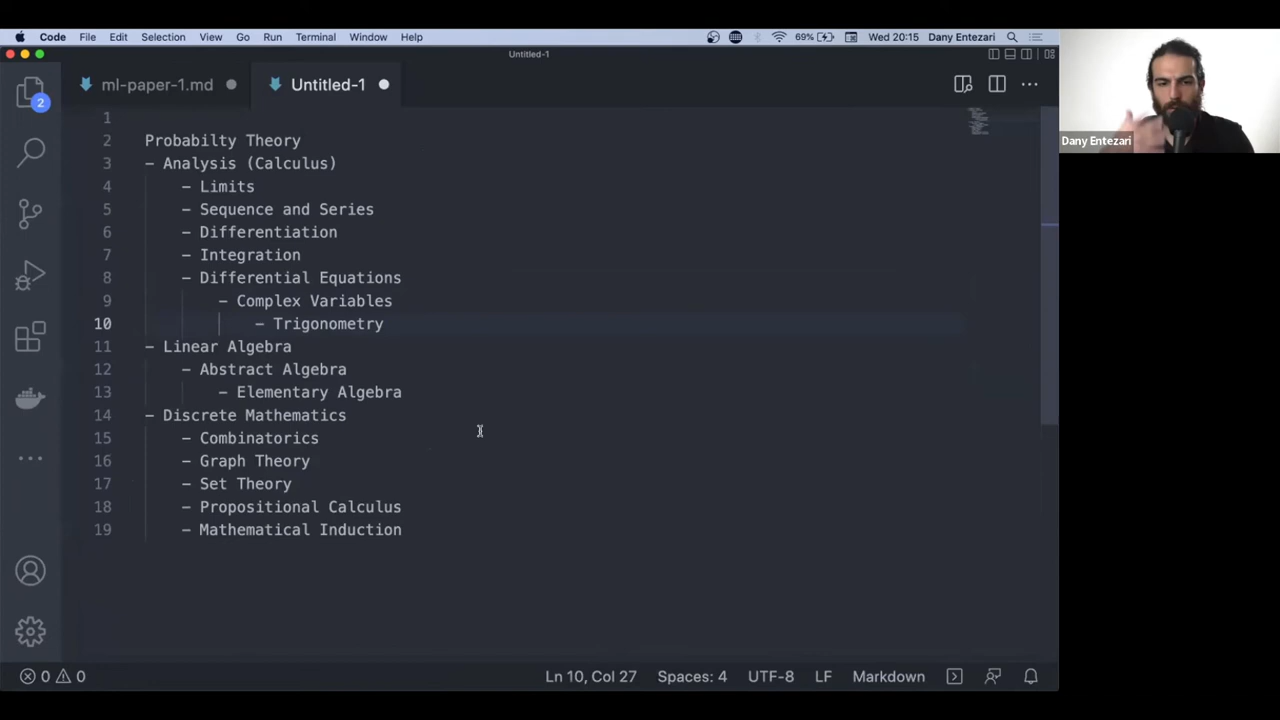 Code File Edit Selection View Go Run Terminal Window Help 69% Wed 20:15 Dany Entezari
Untitled-1
ml-paper-1.md Untitled-1
2
1
2 Probabilty Theory
3 - Analysis (Calculus)
4 - Limits
5 - Sequence and Series
6 - Differentiation
7 - Integration
8 - Differential Equations
9 - Complex Variables
10 - Trigonometry
11 - Linear Algebra
12 - Abstract Algebra
13 - Elementary Algebra
14 - Discrete Mathematics
15 - Combinatorics
16 - Graph Theory
17 - Set Theory
18 - Propositional Calculus
19 - Mathematical Induction
0 0 Ln 10, Col 27 Spaces: 4 UTF-8 LF Markdown
Dany Entezari